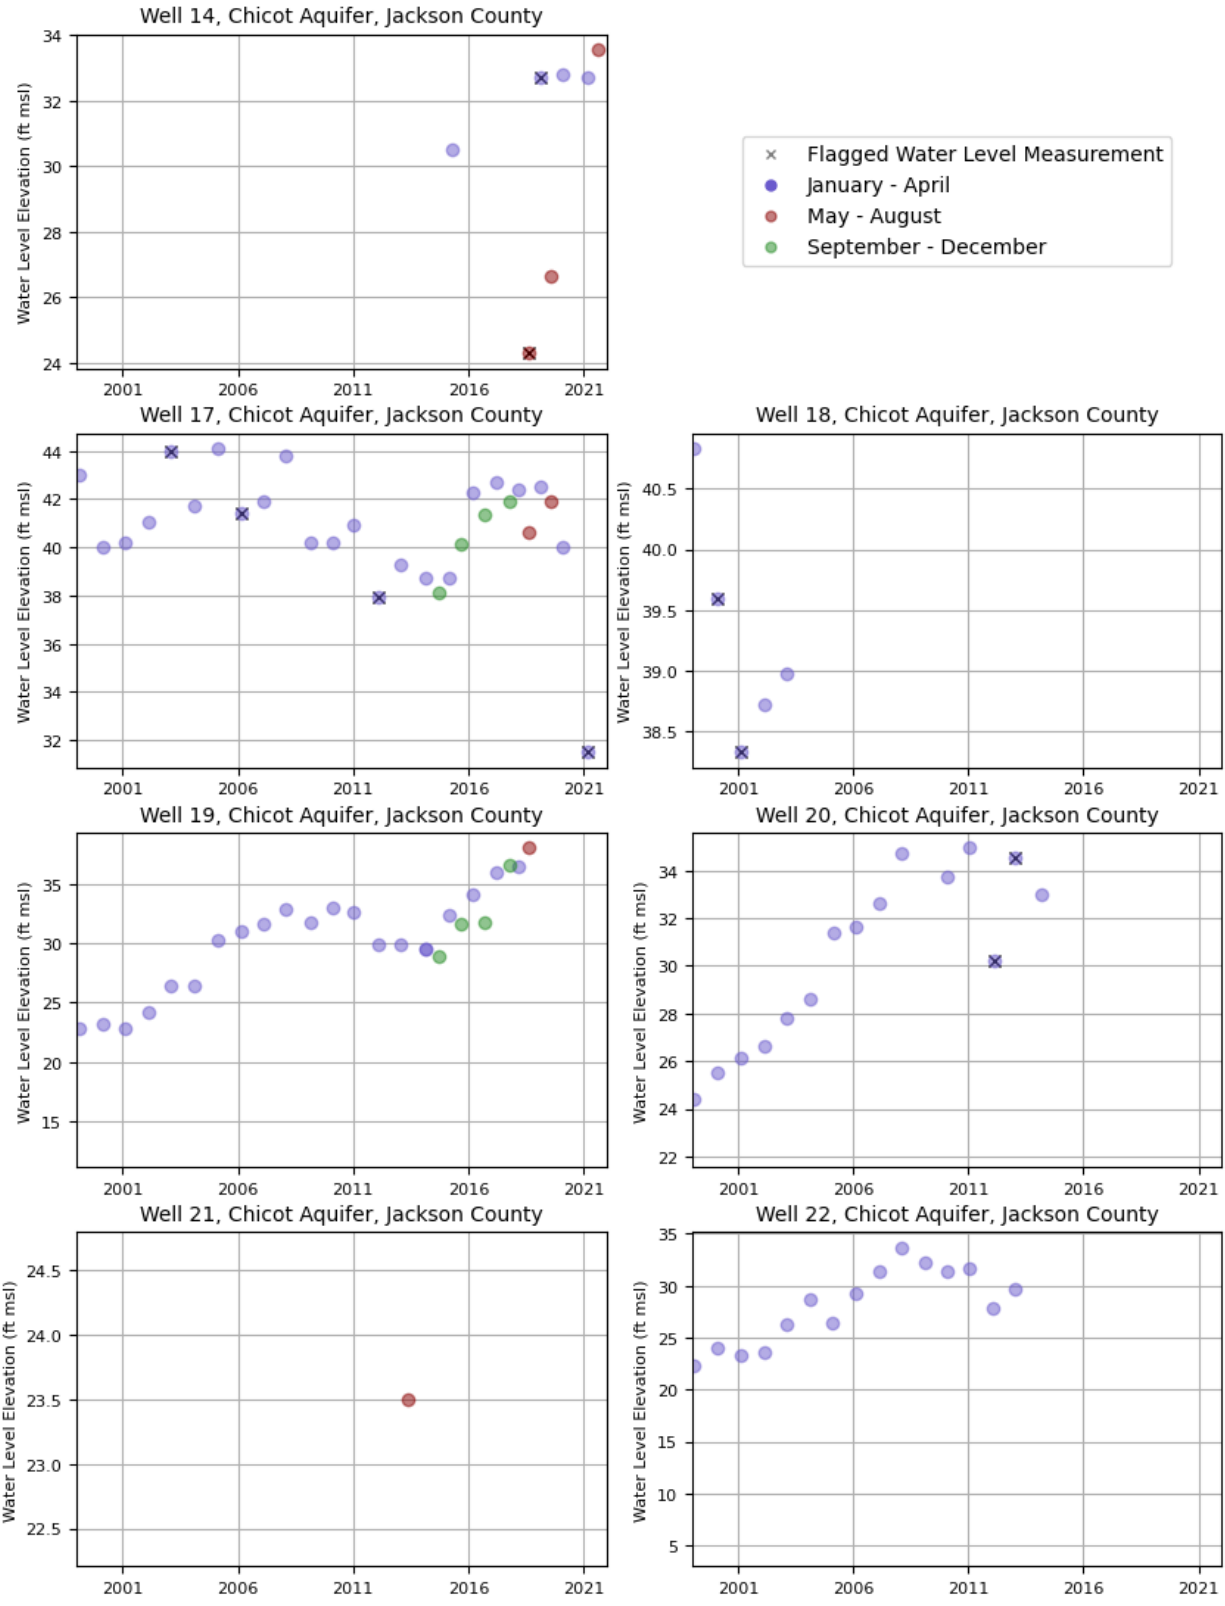 Well 14, Chicot Aquifer, Jackson County
Water Level Elevation (ft msl)
34
32
30
28
26
24
2001 2006 2011 2016 2021
Flagged Water Level Measurement
January - April
May - August
September - December
Well 17, Chicot Aquifer, Jackson County
Water Level Elevation (ft msl)
44
42
40
38
36
34
32
2001 2006 2011 2016 2021
Well 18, Chicot Aquifer, Jackson County
Water Level Elevation (ft msl)
40.5
40.0
39.5
39.0
38.5
2001 2006 2011 2016 2021
Well 19, Chicot Aquifer, Jackson County
Water Level Elevation (ft msl)
35
30
25
20
15
2001 2006 2011 2016 2021
Well 20, Chicot Aquifer, Jackson County
Water Level Elevation (ft msl)
34
32
30
28
26
24
22
2001 2006 2011 2016 2021
Well 21, Chicot Aquifer, Jackson County
Water Level Elevation (ft msl)
24.5
24.0
23.5
23.0
22.5
2001 2006 2011 2016 2021
Well 22, Chicot Aquifer, Jackson County
Water Level Elevation (ft msl)
35
30
25
20
15
10
5
2001 2006 2011 2016 2021